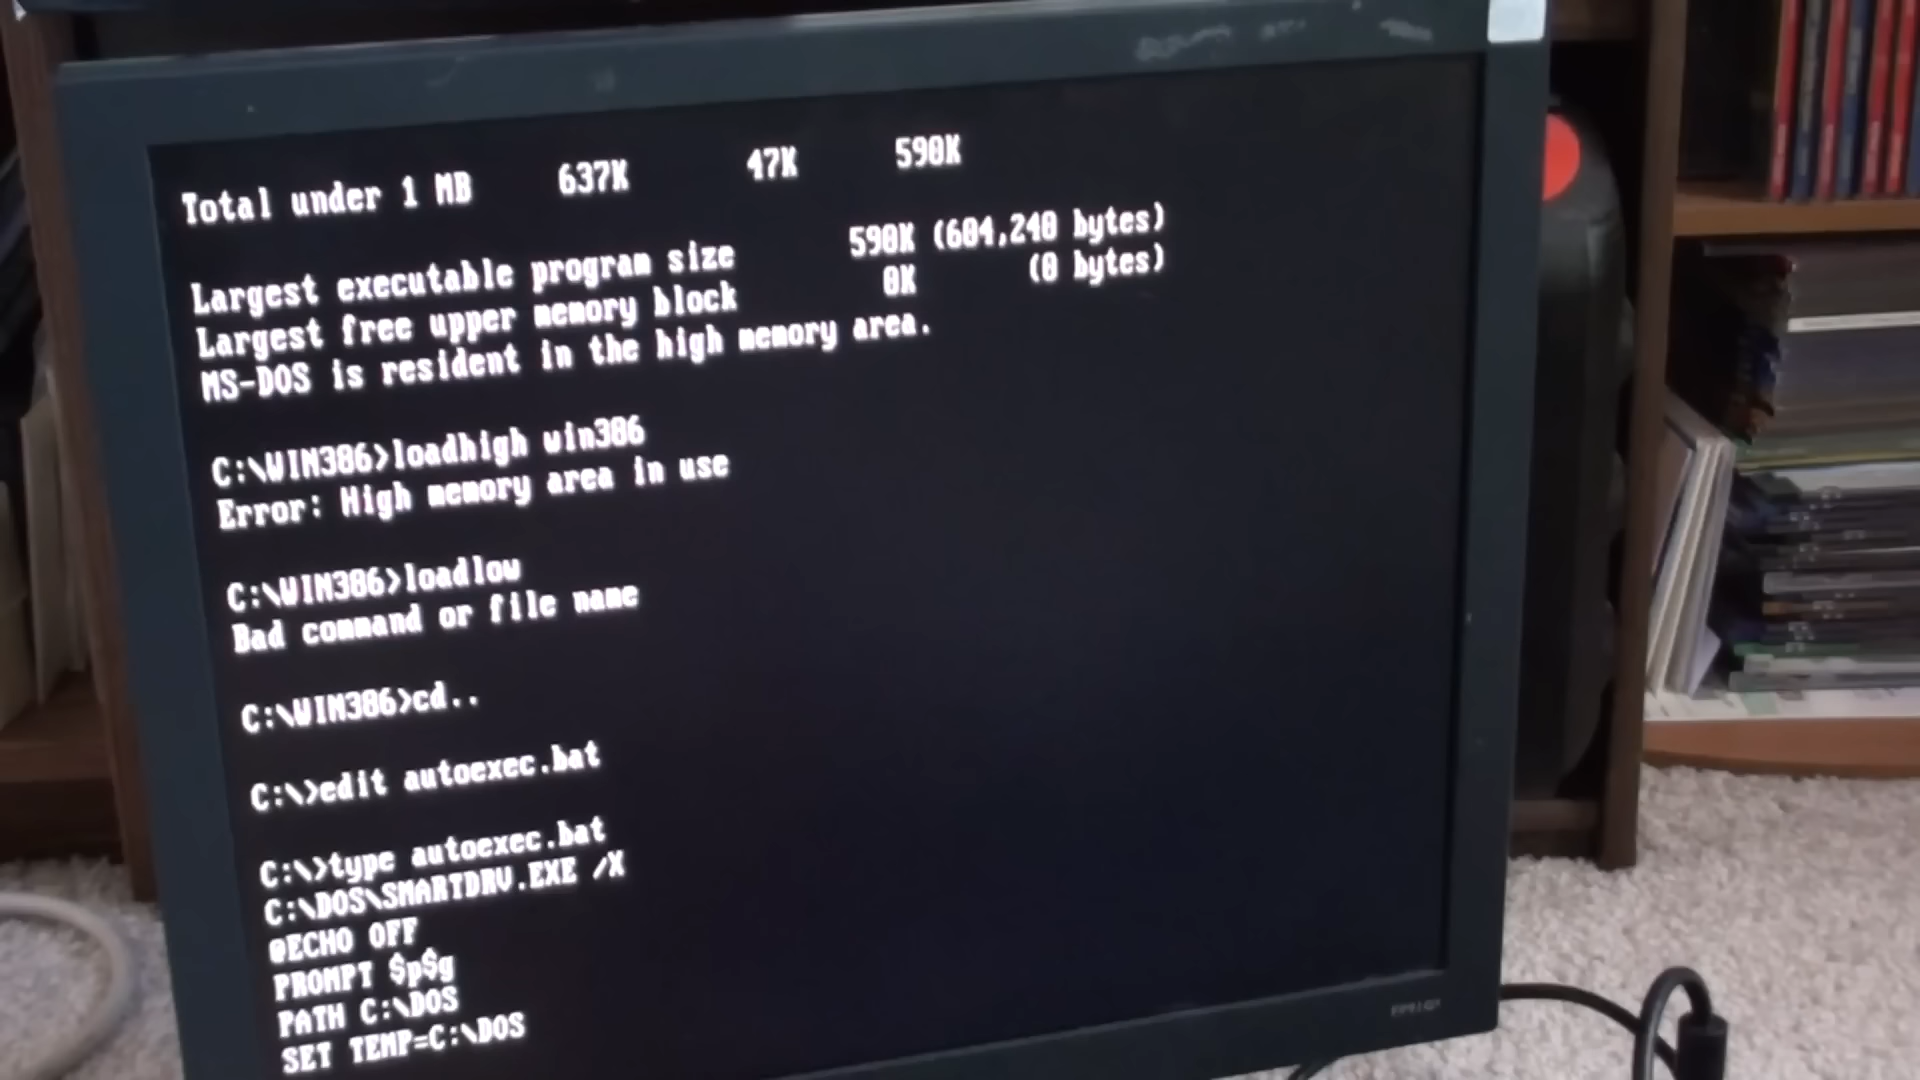 Total under 1 MB 637K 47K 590K
Largest executable program size 590K (604,240 bytes)
Largest free upper memory block 0K (0 bytes)
MS-DOS is resident in the high memory area.
C:\WIN386>loadhigh win386
Error: High memory area in use
C:\WIN386>loadlow
Bad command or file name
C:\WIN386>cd..
C:\>edit autoexec.bat
C:\>type autoexec.bat
C:\DOS\SMARTDRV.EXE /X
@ECHO OFF
PROMPT $p$g
PATH C:\DOS
SET TEMP=C:\DOS